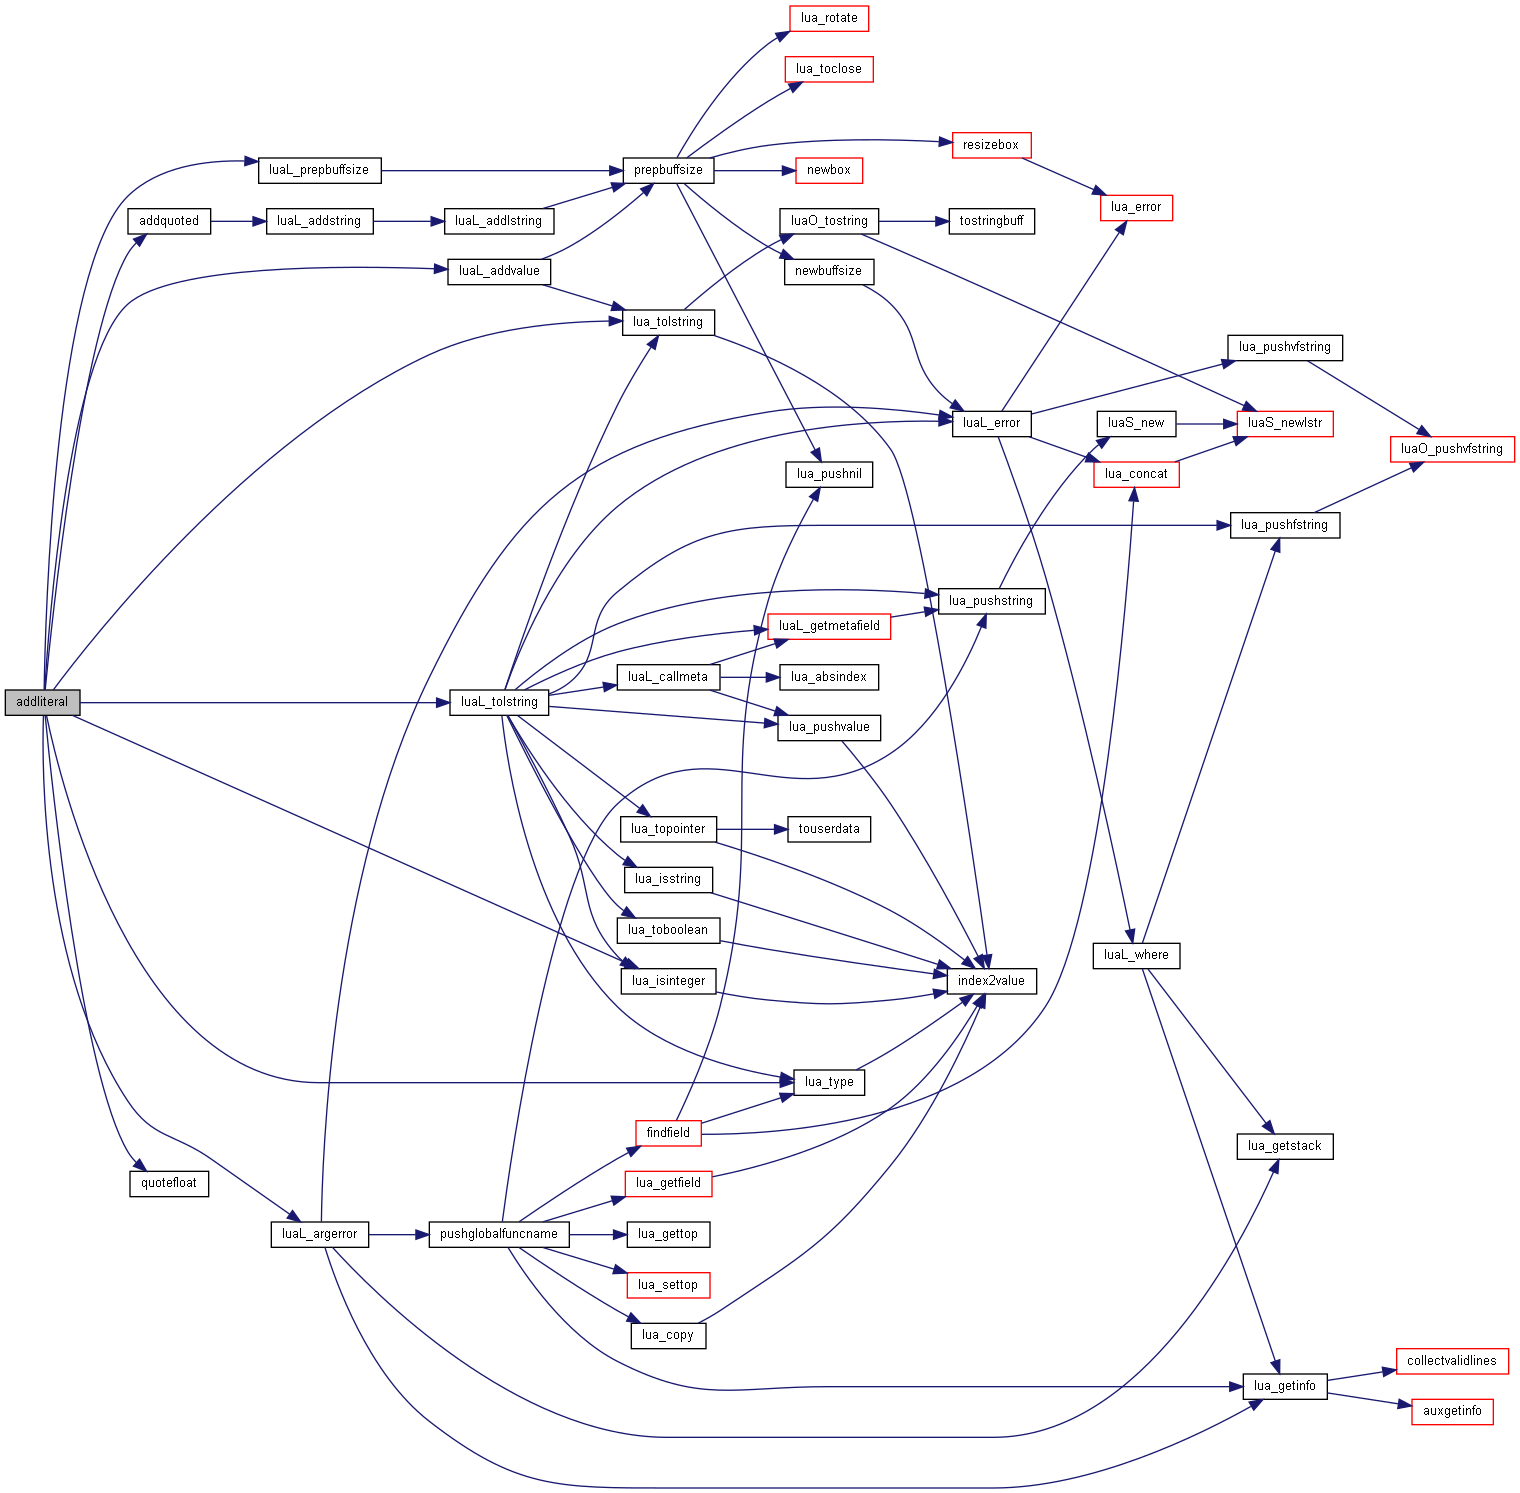 lua_rotate
lua_toclose
resizebox
luaL_prepbuffsize
prepbuffsize
newbox
lua_error
addquoted
luaL_addstring
luaL_addlstring
luaO_tostring
tostringbuff
luaL_addvalue
newbuffsize
lua_tolstring
lua_pushvfstring
luaL_error
luaS_new
luaS_newlstr
luaO_pushvfstring
lua_pushnil
lua_concat
lua_pushfstring
lua_pushstring
luaL_getmetafield
luaL_callmeta
lua_absindex
addliteral
luaL_tolstring
lua_pushvalue
lua_topointer
touserdata
lua_isstring
lua_toboolean
luaL_where
lua_isinteger
index2value
lua_type
findfield
lua_getstack
quotefloat
lua_getfield
luaL_argerror
pushglobalfuncname
lua_gettop
lua_settop
lua_copy
collectvalidlines
lua_getinfo
auxgetinfo